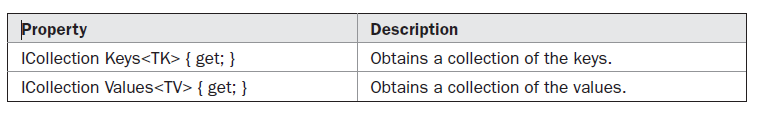 Property Description
ICollection Keys<TK> { get; } Obtains a collection of the keys.
ICollection Values<TV> { get; } Obtains a collection of the values.